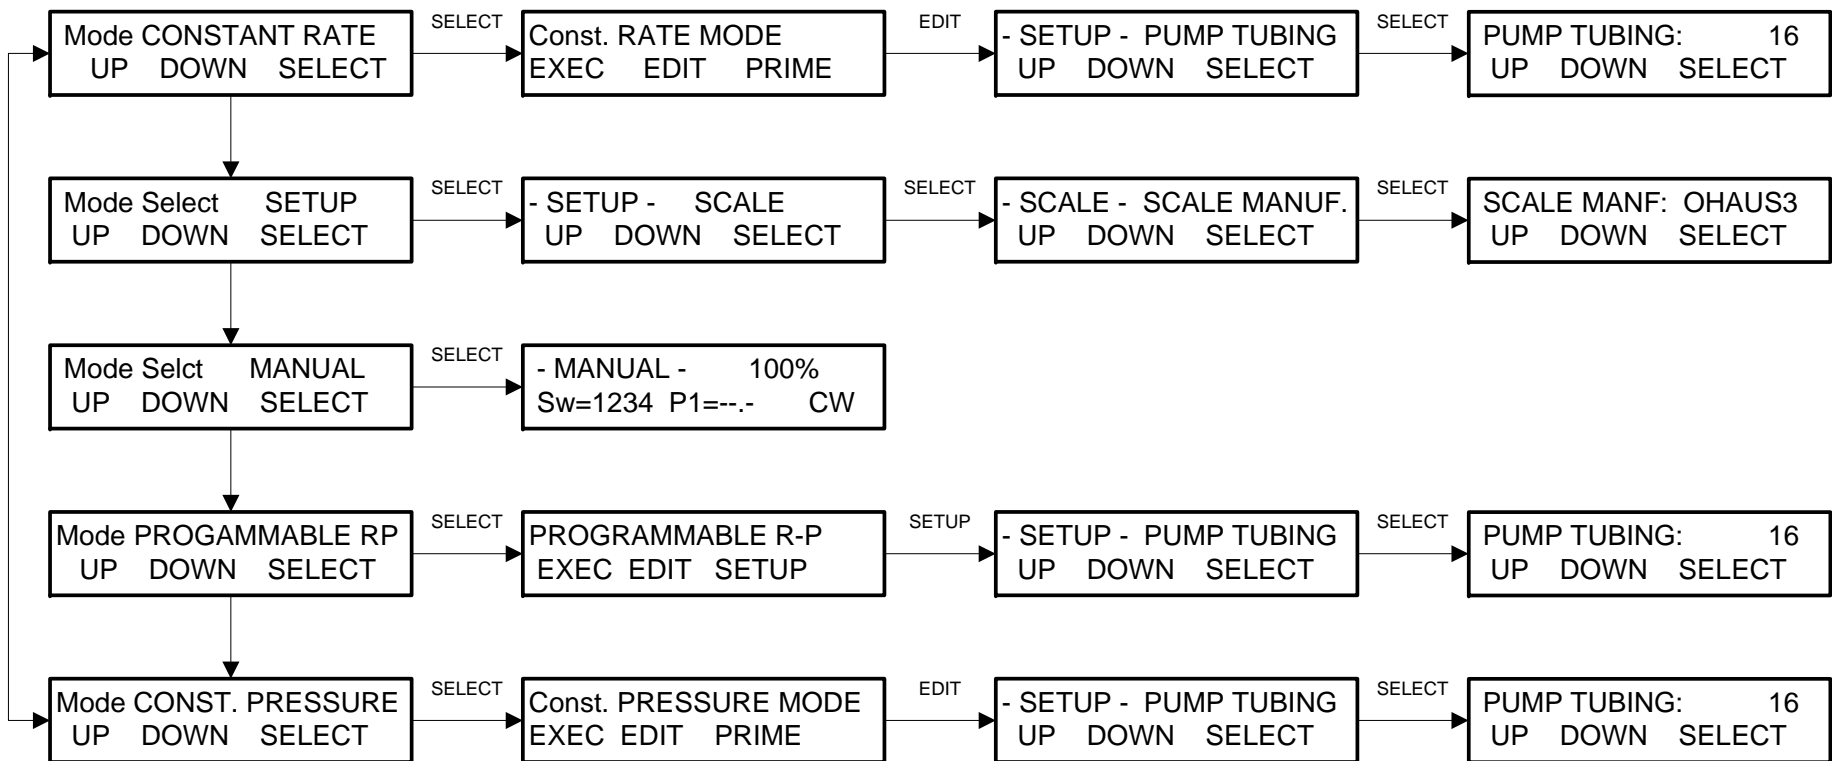 Mode CONSTANT RATE
UP DOWN SELECT
SELECT
Const. RATE MODE
EXEC EDIT PRIME
EDIT
- SETUP - PUMP TUBING
UP DOWN SELECT
SELECT
PUMP TUBING: 16
UP DOWN SELECT
Mode Select SETUP
UP DOWN SELECT
SELECT
- SETUP - SCALE
UP DOWN SELECT
SELECT
- SCALE - SCALE MANUF.
UP DOWN SELECT
SELECT
SCALE MANF: OHAUS3
UP DOWN SELECT
Mode Selct MANUAL
UP DOWN SELECT
SELECT
- MANUAL - 100%
Sw=1234 P1=--.- CW
Mode PROGAMMABLE RP
UP DOWN SELECT
SELECT
PROGRAMMABLE R-P
EXEC EDIT SETUP
SETUP
- SETUP - PUMP TUBING
UP DOWN SELECT
SELECT
PUMP TUBING: 16
UP DOWN SELECT
Mode CONST. PRESSURE
UP DOWN SELECT
SELECT
Const. PRESSURE MODE
EXEC EDIT PRIME
EDIT
- SETUP - PUMP TUBING
UP DOWN SELECT
SELECT
PUMP TUBING: 16
UP DOWN SELECT